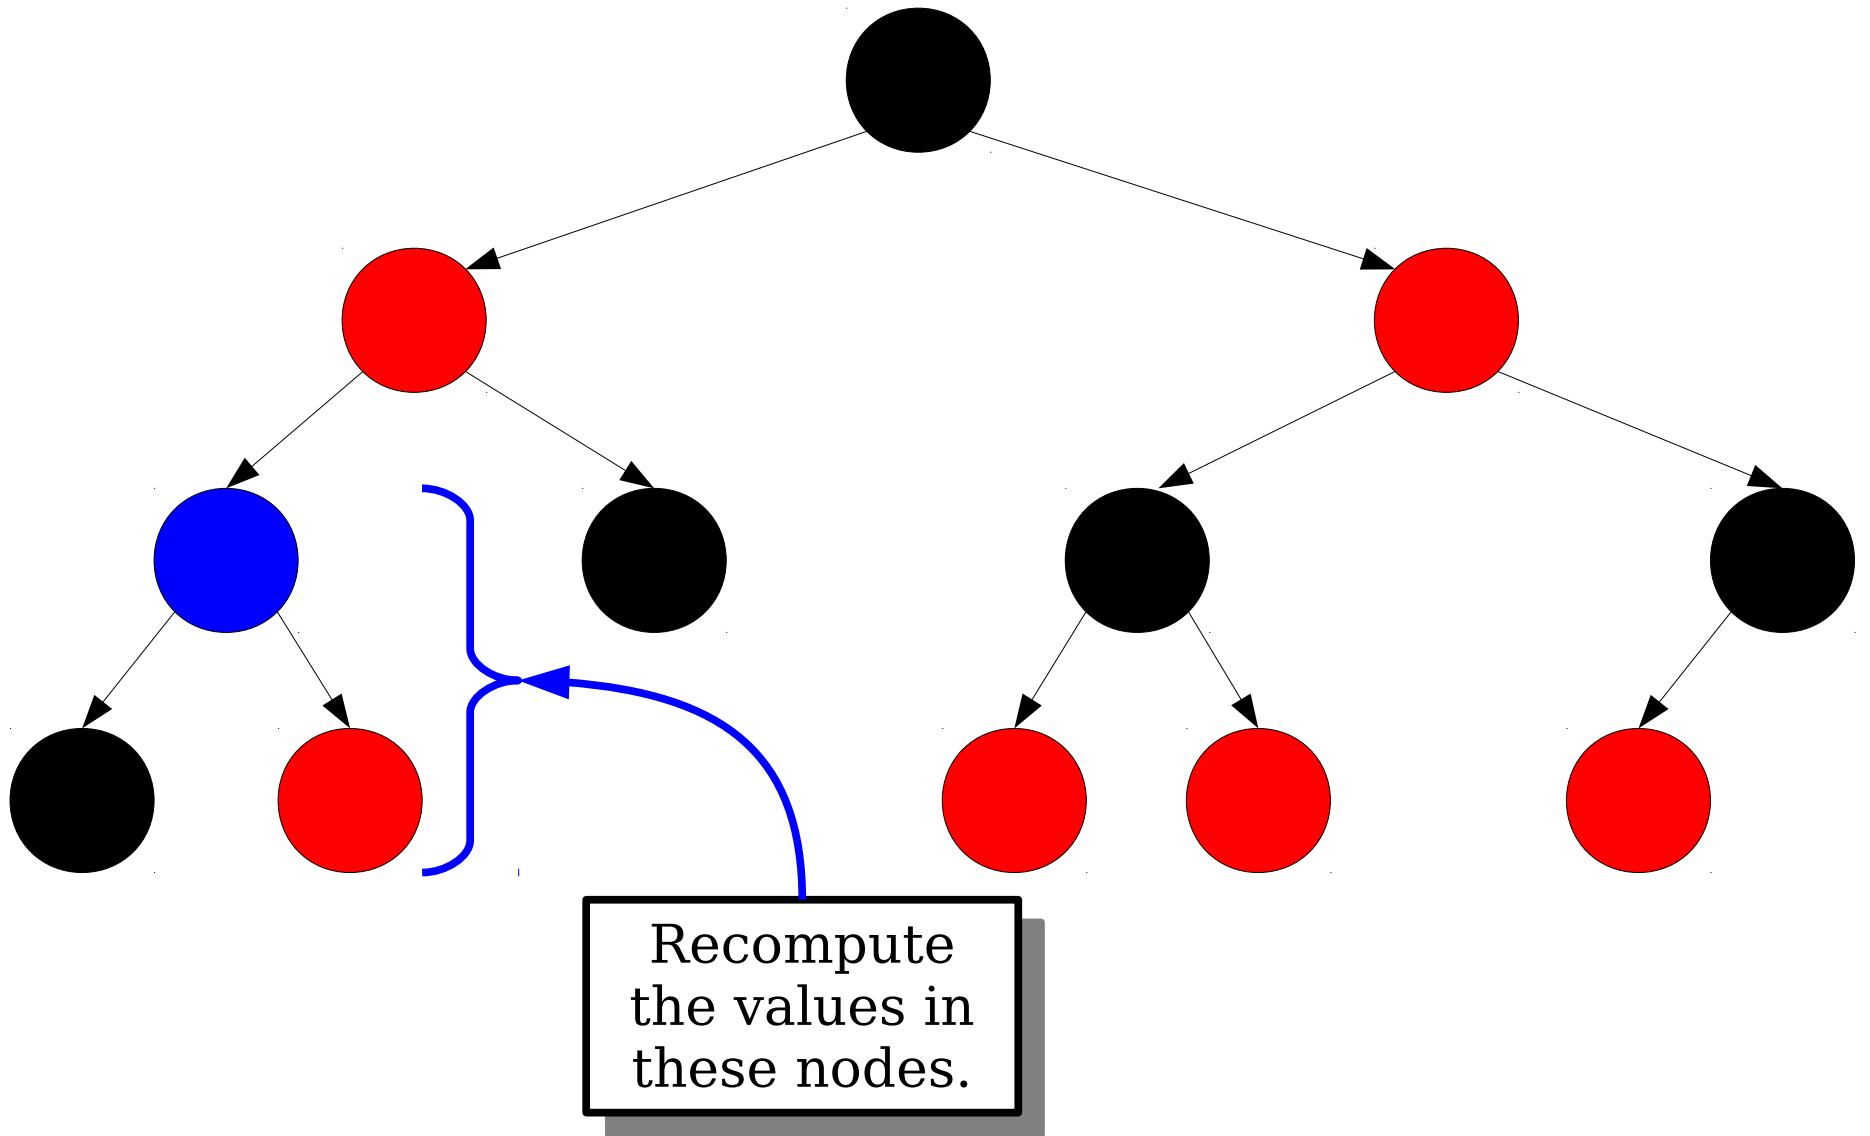 Recompute
the values in
these nodes.